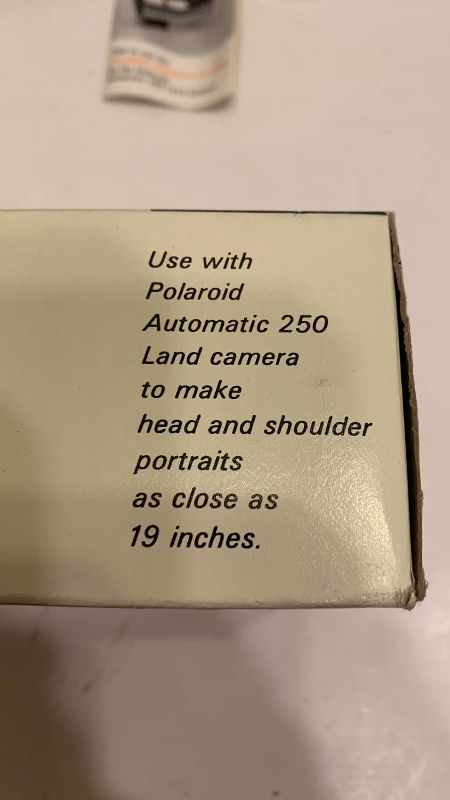 Use with
Polaroid
Automatic 250
Land camera
to make
head and shoulder
portraits
as close as
19 inches.